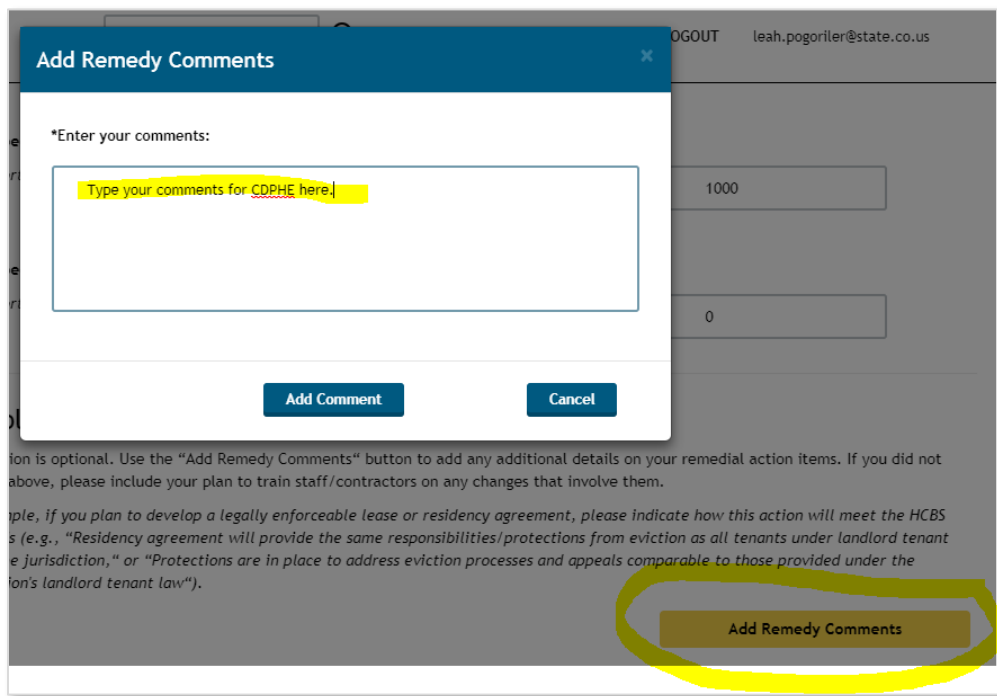 OGOUT leah.pogoriler@state.co.us
Add Remedy Comments ×
*Enter your comments:
Type your comments for CDPHE here.
1000
0
Add Comment Cancel
ion is optional. Use the “Add Remedy Comments“ button to add any additional details on your remedial action items. If you did not
above, please include your plan to train staff/contractors on any changes that involve them.
mple, if you plan to develop a legally enforceable lease or residency agreement, please indicate how this action will meet the HCBS
s (e.g., “Residency agreement will provide the same responsibilities/protections from eviction as all tenants under landlord tenant
e jurisdiction,“ or “Protections are in place to address eviction processes and appeals comparable to those provided under the
ion's landlord tenant law“).
Add Remedy Comments